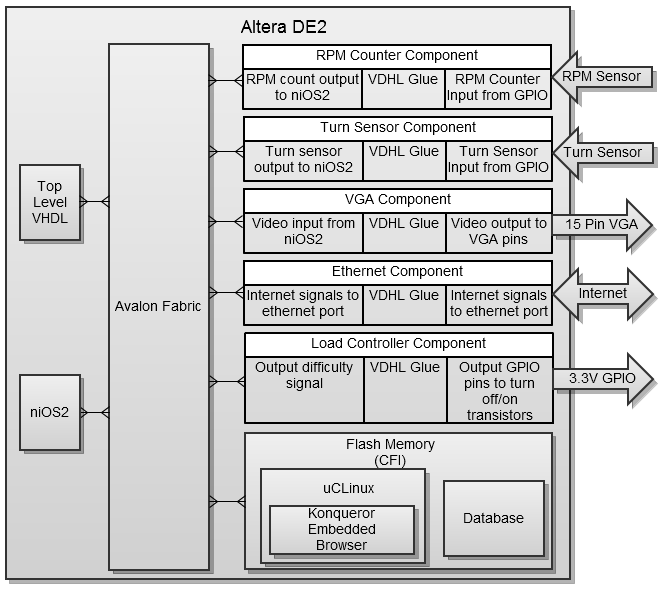 Altera DE2
RPM Counter Component
RPM count output
to niOS2
VDHL Glue
RPM Counter
Input from GPIO
RPM Sensor
Turn Sensor Component
Turn sensor
output to niOS2
VDHL Glue
Turn Sensor
Input from GPIO
Turn Sensor
Top
Level
VHDL
VGA Component
Video input from
niOS2
VDHL Glue
Video output to
VGA pins
15 Pin VGA
Avalon Fabric
Ethernet Component
Internet signals to
ethernet port
VDHL Glue
Internet signals
to ethernet port
Internet
Load Controller Component
Output difficulty
signal
VDHL Glue
Output GPIO
pins to turn
off/on
transistors
3.3V GPIO
niOS2
Flash Memory
(CFI)
uCLinux
Konqueror
Embedded
Browser
Database